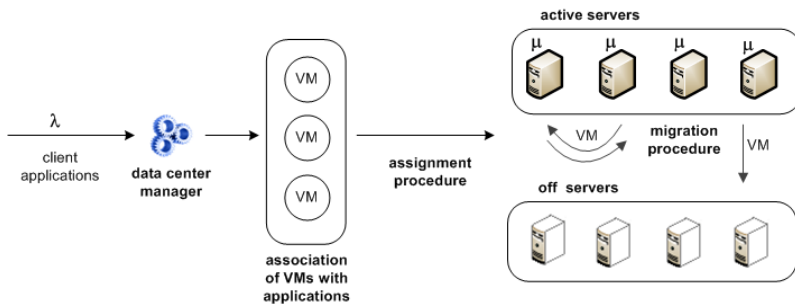 active servers
μ
μ
μ
μ
λ
client
applications
data center
manager
VM
VM
VM
association
of VMs with
applications
assignment
procedure
VM
migration
procedure
VM
off servers